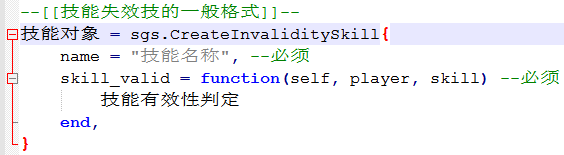 --[[技能失效技的一般格式]]--
技能对象 = sgs.CreateInvaliditySkill{
    name = "技能名称", --必须
    skill_valid = function(self, player, skill) --必须
        技能有效性判定
    end,
}